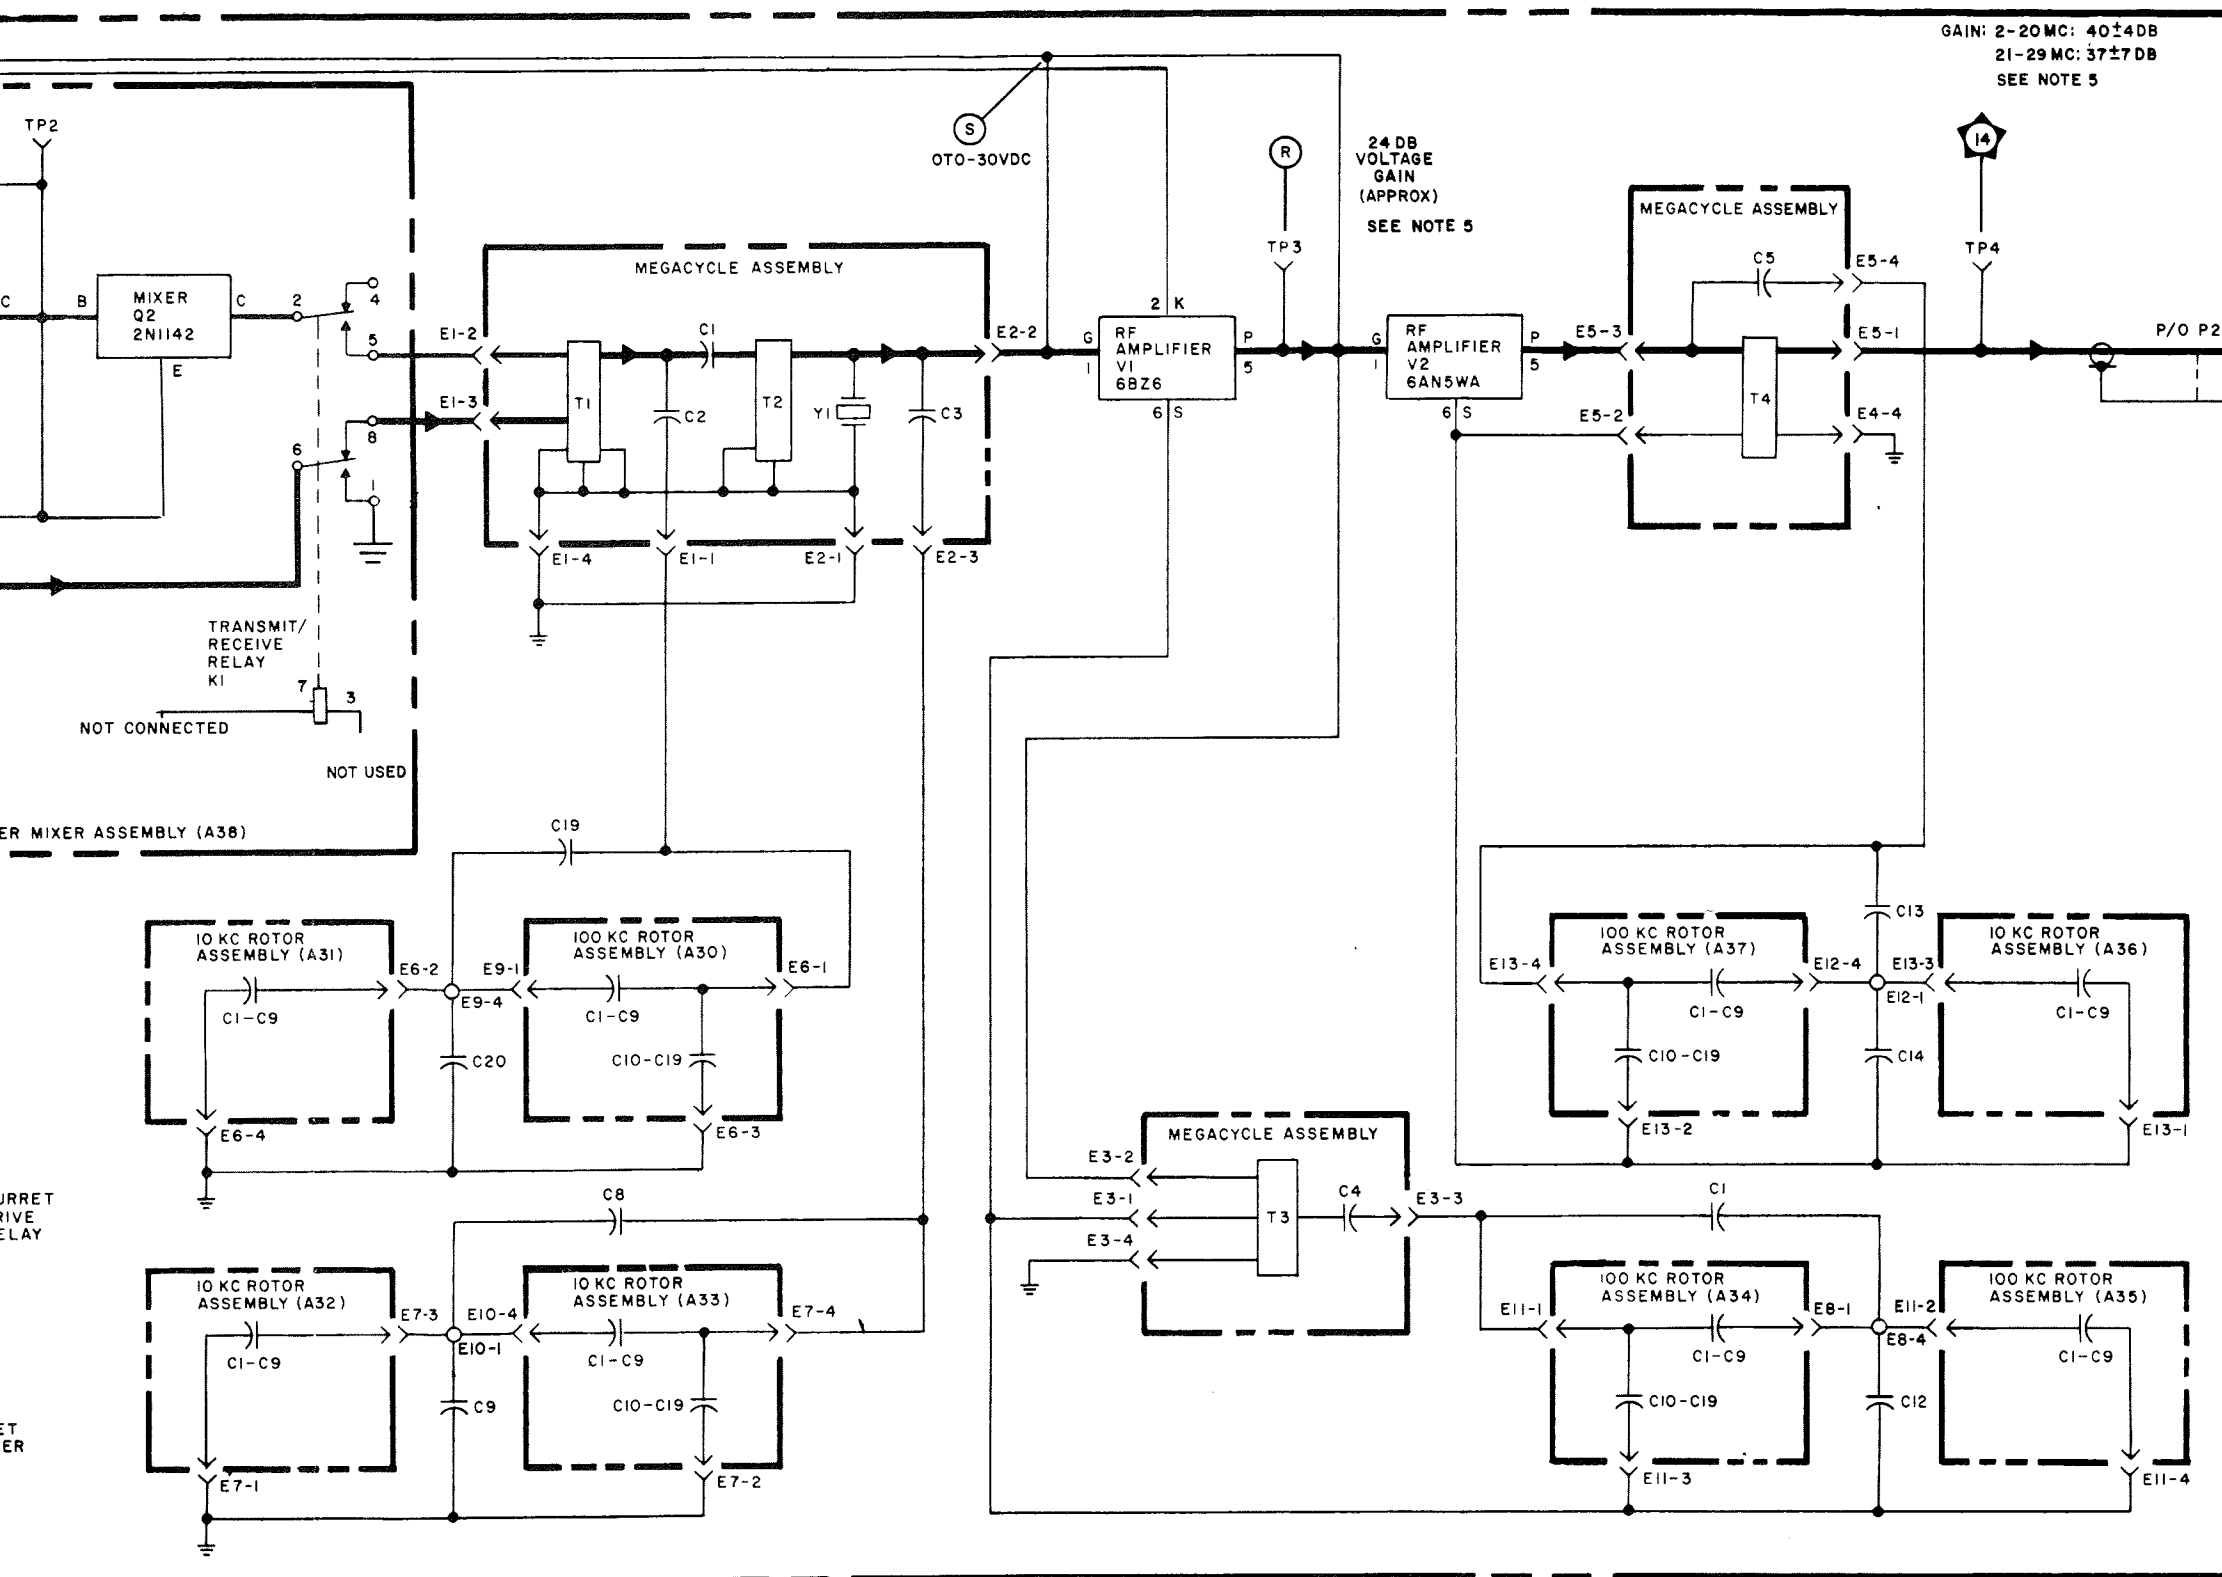 GAIN: 2-20 MC: 40±4 DB
21-29 MC: 37±7 DB
SEE NOTE 5
TP2
S
0TO-30VDC
R
24 DB
VOLTAGE
GAIN
(APPROX)
SEE NOTE 5
TP3
14
TP4
MEGACYCLE ASSEMBLY
C5
E5-4
MEGACYCLE ASSEMBLY
C
B
MIXER
Q2
2N1142
C
E
2
4
5
6
8
1
E1-2
E1-3
C1
T1
C2
T2
Y1
C3
E2-2
G
1
2 K
RF
AMPLIFIER
V1
6BZ6
P
5
6 S
G
1
RF
AMPLIFIER
V2
6AN5WA
P
5
6 S
E5-3
E5-2
T4
E5-1
E4-4
P/O P2
E1-4
E1-1
E2-1
E2-3
TRANSMIT/
RECEIVE
RELAY
K1
7
3
NOT CONNECTED
NOT USED
ER MIXER ASSEMBLY (A38)
C19
10 KC ROTOR
ASSEMBLY (A31)
C1-C9
E6-2
E9-1
E9-4
100 KC ROTOR
ASSEMBLY (A30)
C1-C9
E6-1
C20
C10-C19
E6-4
E6-3
C13
E13-4
100 KC ROTOR
ASSEMBLY (A37)
C1-C9
E12-4
E13-3
E12-1
10 KC ROTOR
ASSEMBLY (A36)
C1-C9
C10-C19
C14
E13-2
E13-1
URRET
RIVE
ELAY
C8
10 KC ROTOR
ASSEMBLY (A32)
C1-C9
E7-3
E10-4
E10-1
10 KC ROTOR
ASSEMBLY (A33)
C1-C9
E7-4
C9
C10-C19
E7-1
E7-2
ET
ER
MEGACYCLE ASSEMBLY
E3-2
E3-1
E3-4
T3
C4
E3-3
C1
E11-1
100 KC ROTOR
ASSEMBLY (A34)
C1-C9
E8-1
E11-2
E8-4
100 KC ROTOR
ASSEMBLY (A35)
C1-C9
C10-C19
C12
E11-3
E11-4